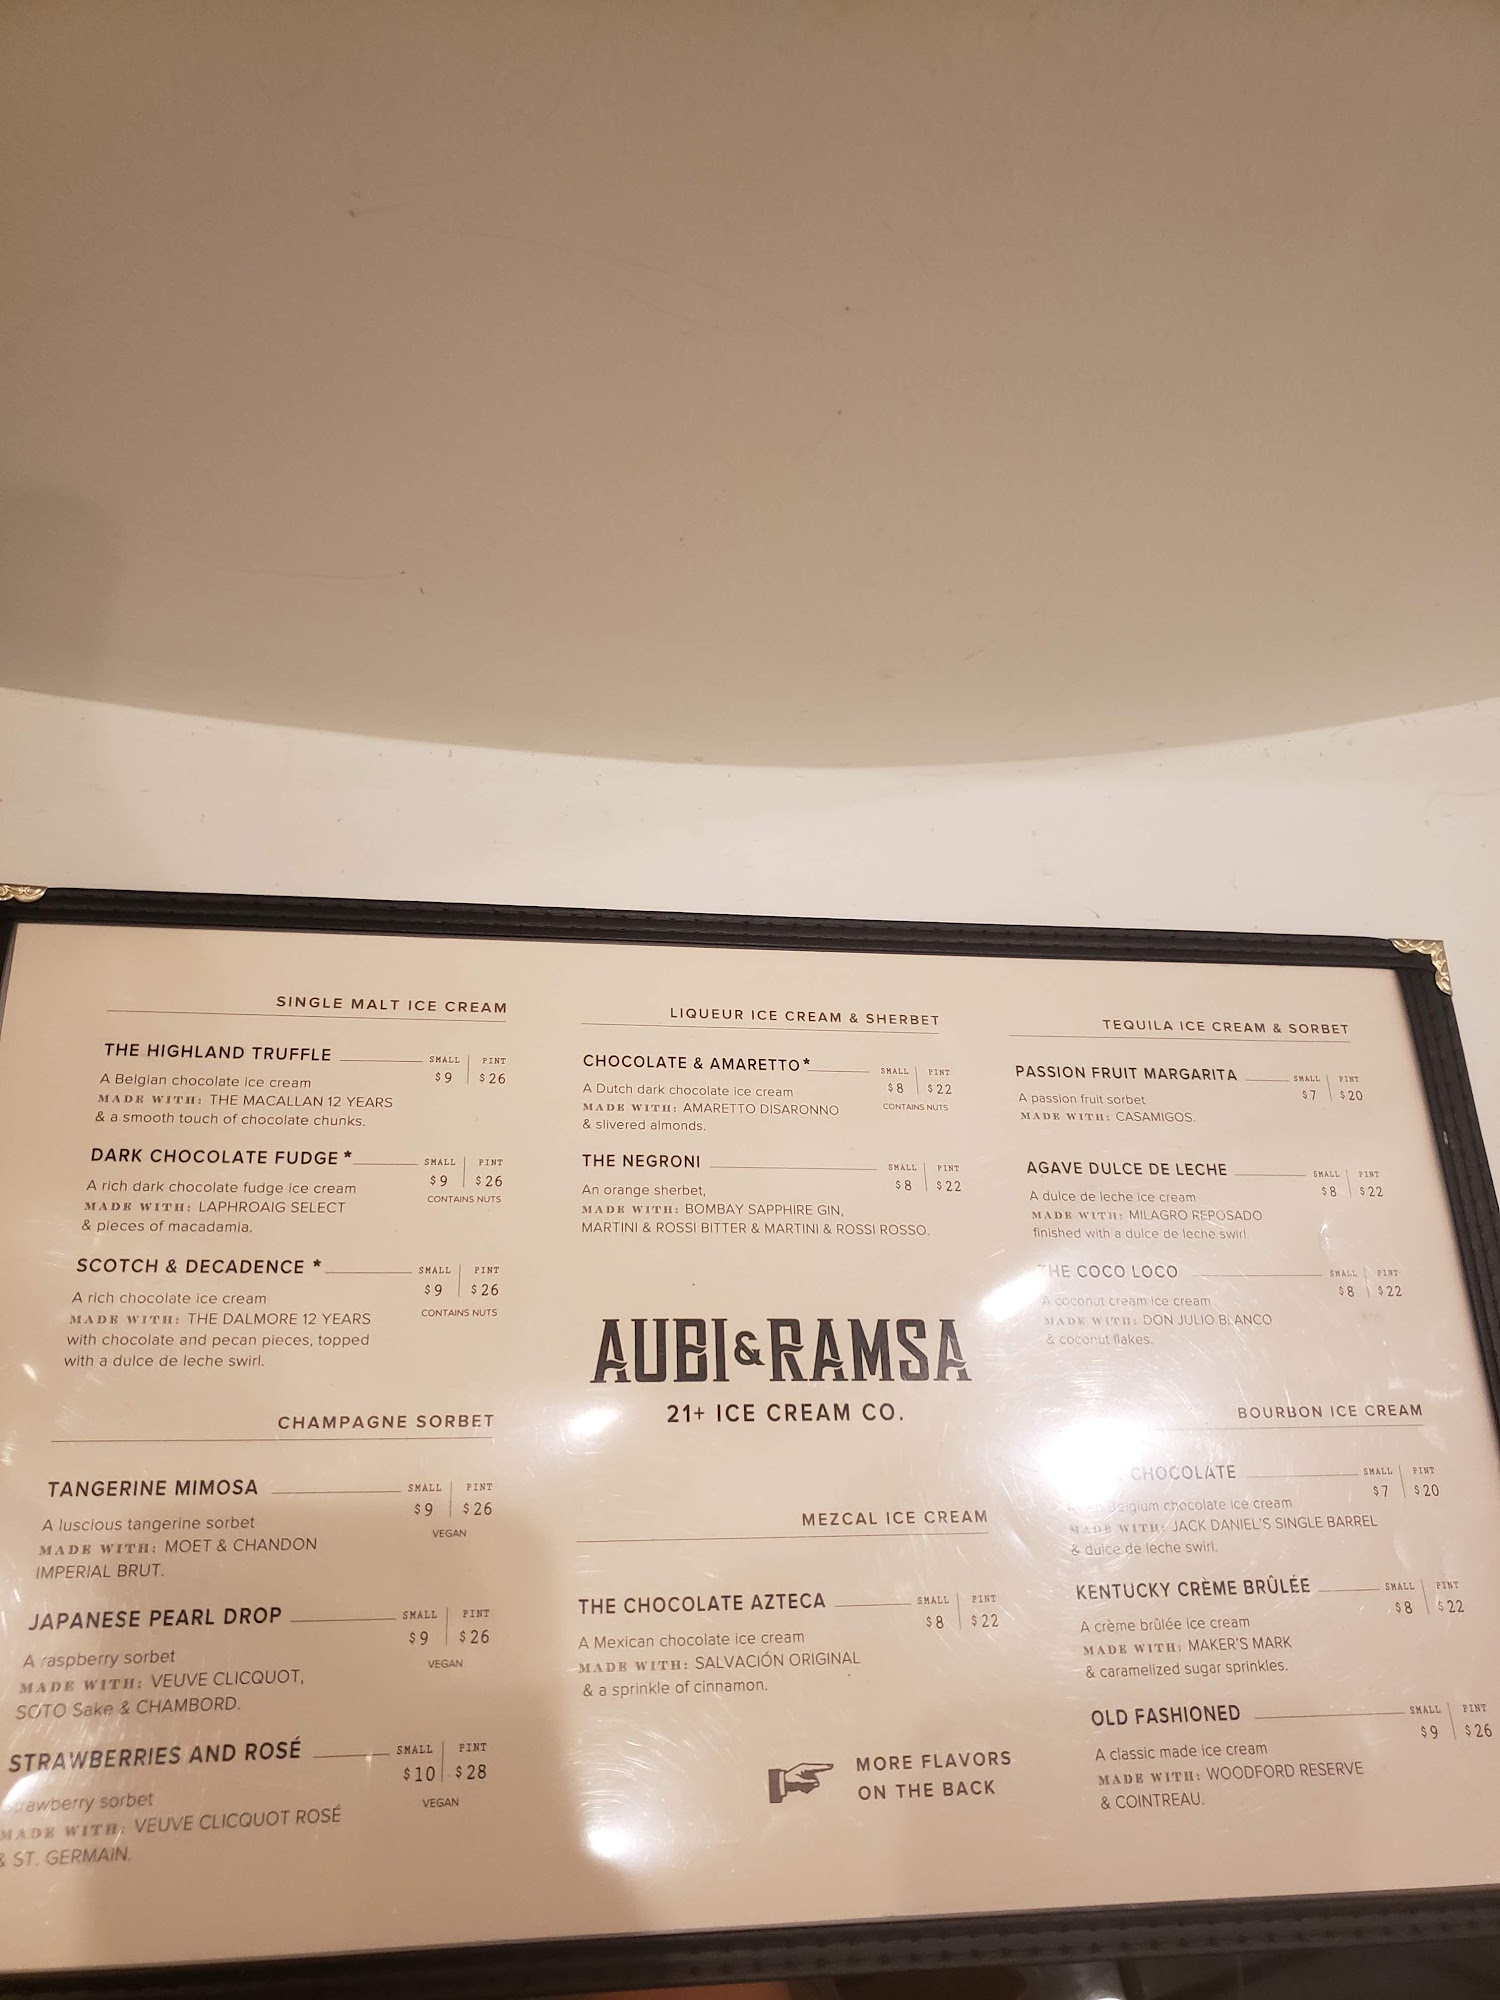 SINGLE MALT ICE CREAM
THE HIGHLAND TRUFFLE SMALL PINT
$9 $26
A Belgian chocolate ice cream
MADE WITH: THE MACALLAN 12 YEARS
& a smooth touch of chocolate chunks.
DARK CHOCOLATE FUDGE * SMALL PINT
$9 $26
CONTAINS NUTS
A rich dark chocolate fudge ice cream
MADE WITH: LAPHROAIG SELECT
& pieces of macadamia.
SCOTCH & DECADENCE * SMALL PINT
$9 $26
CONTAINS NUTS
A rich chocolate ice cream
MADE WITH: THE DALMORE 12 YEARS
with chocolate and pecan pieces, topped
with a dulce de leche swirl.
CHAMPAGNE SORBET
TANGERINE MIMOSA SMALL PINT
$9 $26
VEGAN
A luscious tangerine sorbet
MADE WITH: MOET & CHANDON
IMPERIAL BRUT.
JAPANESE PEARL DROP SMALL PINT
$9 $26
VEGAN
A raspberry sorbet
MADE WITH: VEUVE CLICQUOT,
SOTO Sake & CHAMBORD.
STRAWBERRIES AND ROSÉ SMALL PINT
$10 $28
VEGAN
sorbet
MADE WITH: VEUVE CLICQUOT ROSÉ
& ST. GERMAIN.
LIQUEUR ICE CREAM & SHERBET
CHOCOLATE & AMARETTO* SMALL PINT
$8 $22
CONTAINS NUTS
A Dutch dark chocolate ice cream
MADE WITH: AMARETTO DISARONNO
& slivered almonds.
THE NEGRONI SMALL PINT
$8 $22
An orange sherbet,
MADE WITH: BOMBAY SAPPHIRE GIN,
MARTINI & ROSSI BITTER & MARTINI & ROSSI ROSSO.
AUBI & RAMSA
21+ ICE CREAM CO.
MEZCAL ICE CREAM
THE CHOCOLATE AZTECA SMALL PINT
$8 $22
A Mexican chocolate ice cream
MADE WITH: SALVACIÓN ORIGINAL
& a sprinkle of cinnamon.
MORE FLAVORS
ON THE BACK
TEQUILA ICE CREAM & SORBET
PASSION FRUIT MARGARITA SMALL PINT
$7 $20
A passion fruit sorbet
MADE WITH: CASAMIGOS.
AGAVE DULCE DE LECHE SMALL PINT
$8 $22
A dulce de leche ice cream
MADE WITH: MILAGRO REPOSADO
finished with a dulce de leche swirl.
THE COCO LOCO SMALL PINT
$8 $22
A coconut cream ice cream
MADE WITH: DON JULIO BLANCO
& coconut flakes.
BOURBON ICE CREAM
CHOCOLATE SMALL PINT
$7 $20
Belgium chocolate ice cream
MADE WITH: JACK DANIEL'S SINGLE BARREL
& dulce de leche swirl.
KENTUCKY CRÈME BRÛLÉE SMALL PINT
$8 $22
A crème brûlée ice cream
MADE WITH: MAKER'S MARK
& caramelized sugar sprinkles.
OLD FASHIONED SMALL PINT
$9 $26
A classic made ice cream
MADE WITH: WOODFORD RESERVE
& COINTREAU.